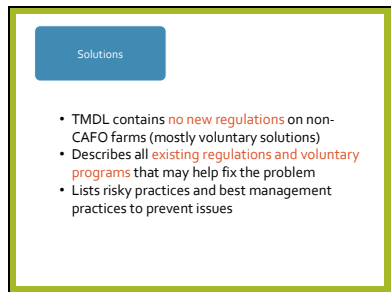 Solutions
• TMDL contains no new regulations on non-
CAFO farms (mostly voluntary solutions)
• Describes all existing regulations and voluntary
programs that may help fix the problem
• Lists risky practices and best management
practices to prevent issues